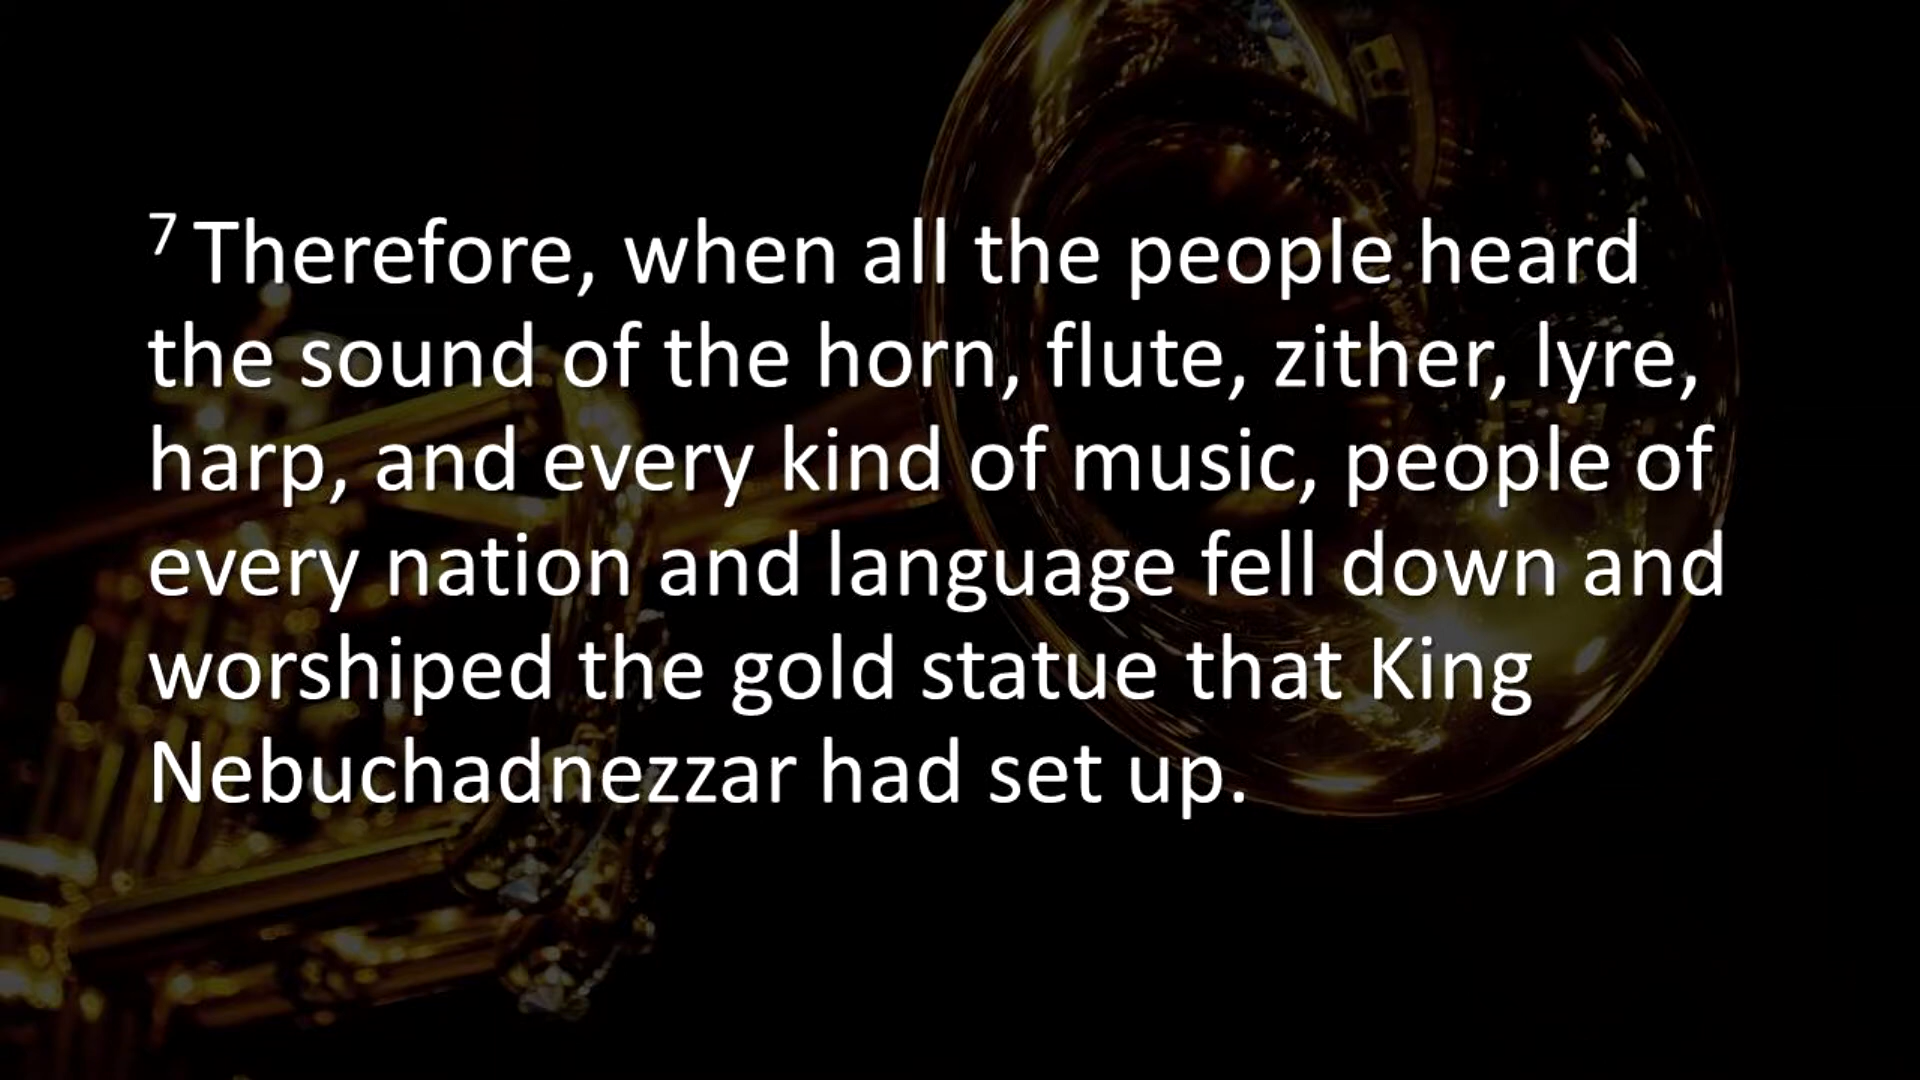 7 Therefore, when all the people heard
the sound of the horn, flute, zither, lyre,
harp, and every kind of music, people of
every nation and language fell down and
worshiped the gold statue that King
Nebuchadnezzar had set up.